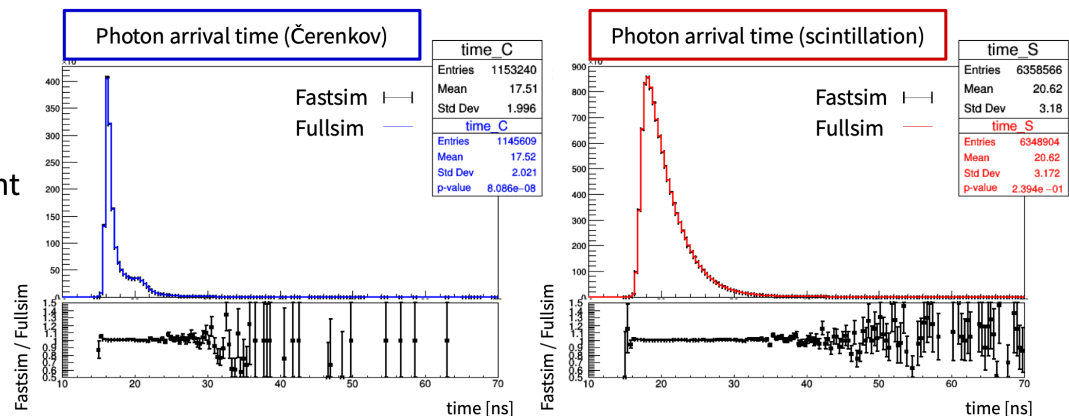 Photon arrival time (Čerenkov)
time_C
Entries 1153240
Mean 17.51
Std Dev 1.996
time_C
Entries 1145609
Mean 17.52
Std Dev 2.021
p-value 8.086e-08
Fastsim
Fullsim
400
350
300
250
200
150
100
50
Fastsim / Fullsim
1.5
1.4
1.3
1.2
1.1
1
0.9
0.8
0.7
0.6
0.5
10 20 30 40 50 60 70
time [ns]
nt
Photon arrival time (scintillation)
time_S
Entries 6358566
Mean 20.62
Std Dev 3.18
time_S
Entries 6348904
Mean 20.62
Std Dev 3.172
p-value 2.394e-01
Fastsim
Fullsim
900
800
700
600
500
400
300
200
100
Fastsim / Fullsim
1.5
1.4
1.3
1.2
1.1
1
0.9
0.8
0.7
0.6
0.5
10 20 30 40 50 60 70
time [ns]